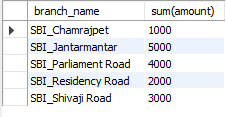 branch_name sum(amount)
SBI_Chamrajpet 1000
SBI_Jantarmantar 5000
SBI_Parliament Road 4000
SBI_Residency Road 2000
SBI_Shivaji Road 3000